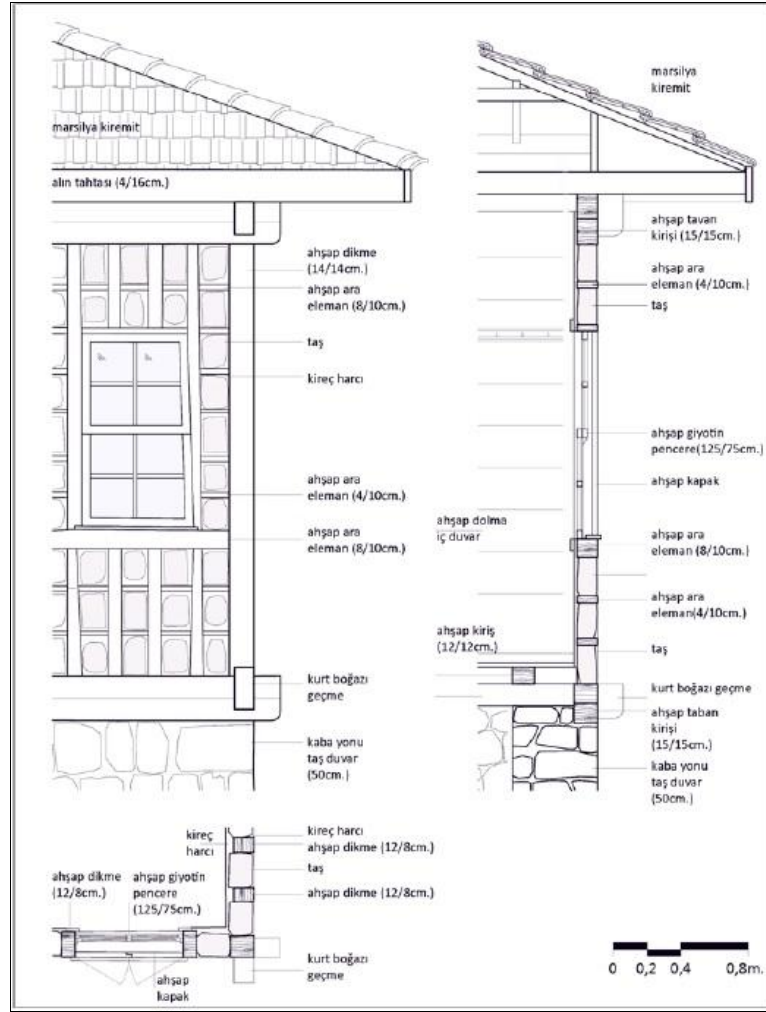 marsilya kiremit
alın tahtası (4/16cm.)
ahşap dikme
(14/14cm.)
ahşap ara
eleman (8/10cm.)
taş
kireç harcı
ahşap ara
eleman (4/10cm.)
ahşap ara
eleman (8/10cm.)
kurt boğazı
geçme
kaba yonu
taş duvar
(50cm.)
marsilya
kiremit
ahşap tavan
kirişi (15/15cm.)
ahşap ara
eleman (4/10cm.)
taş
ahşap giyotin
pencere(125/75cm.)
ahşap kapak
ahşap dolma
iç duvar
ahşap ara
eleman (8/10cm.)
ahşap ara
eleman(4/10cm.)
ahşap kiriş
(12/12cm.)
taş
kurt boğazı geçme
ahşap taban
kirişi
(15/15cm.)
kaba yonu
taş duvar
(50cm.)
kireç
harcı
kireç harcı
ahşap dikme (12/8cm.)
taş
ahşap dikme (12/8cm.)
ahşap dikme
(12/8cm.)
ahşap giyotin
pencere
(125/75cm.)
kurt boğazı
geçme
ahşap
kapak
0 0,2 0,4 0,8m.